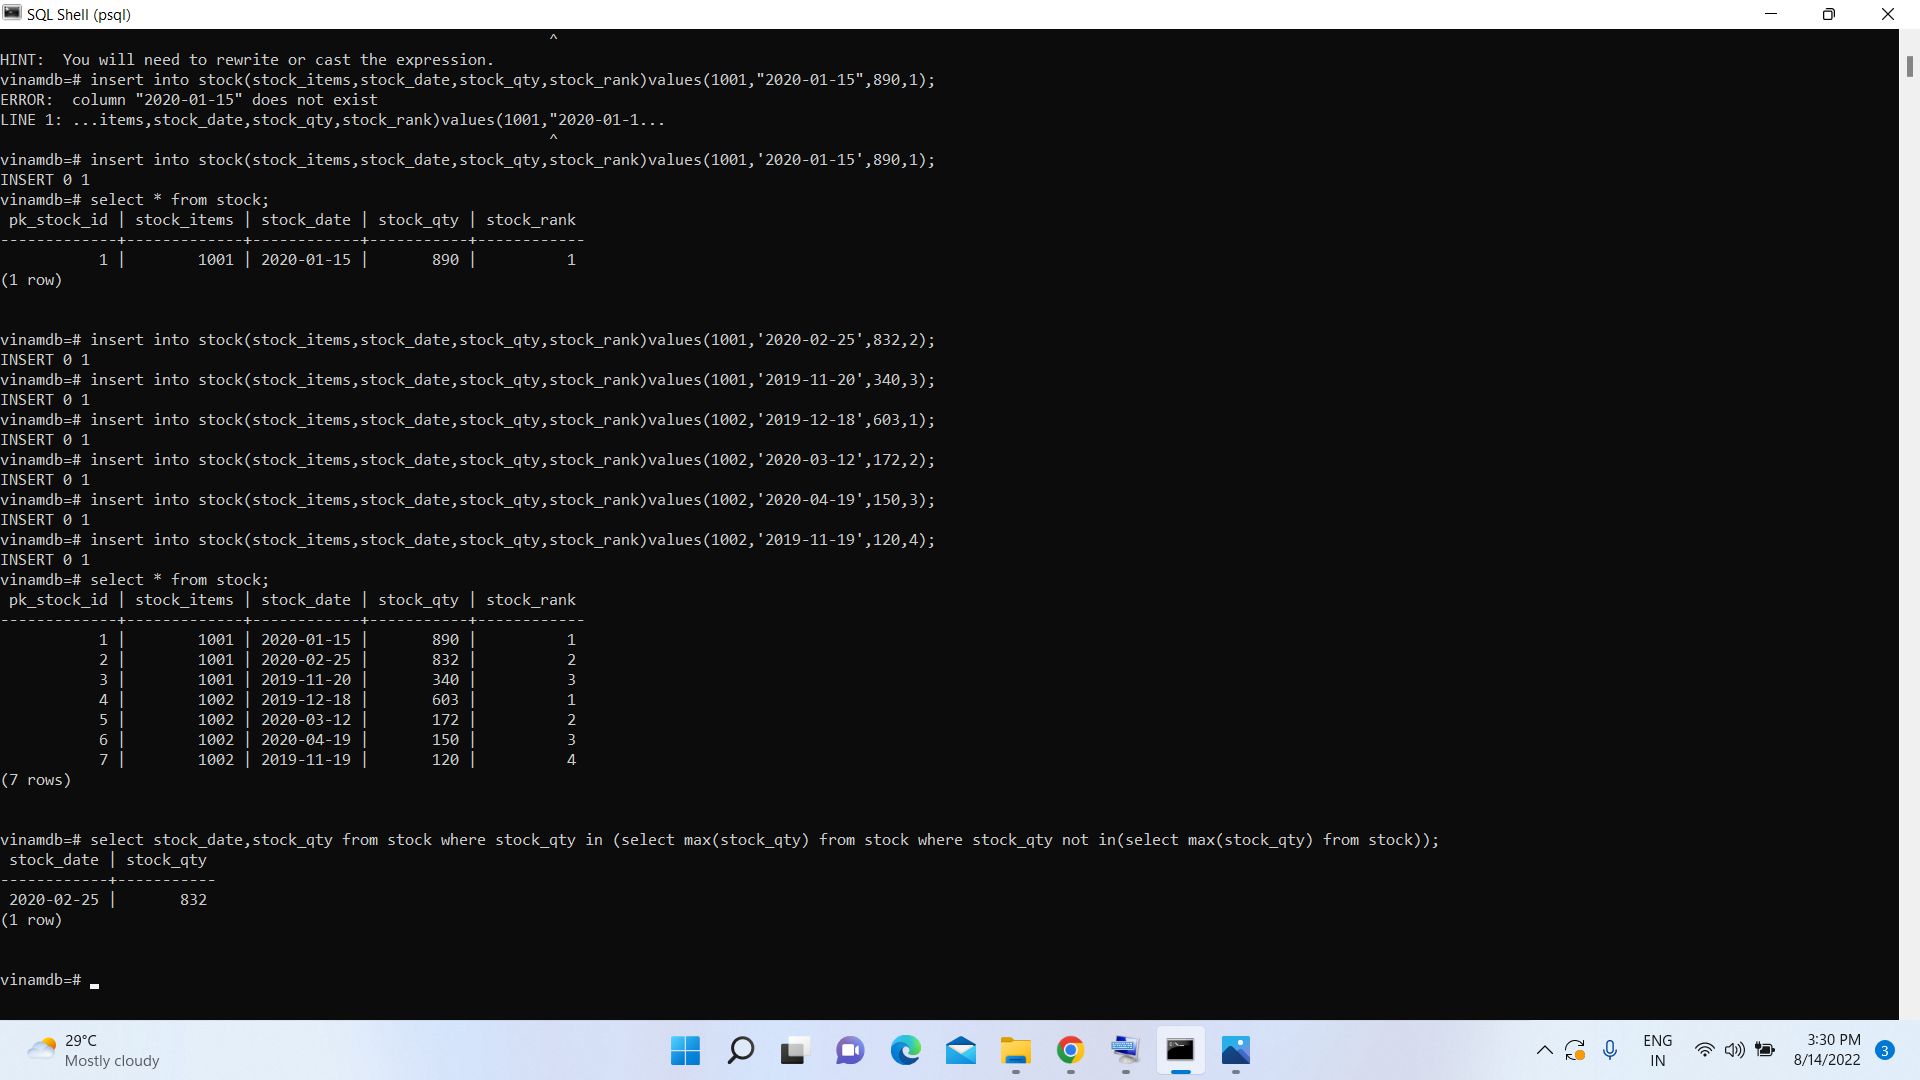 SQL Shell (psql)
^
HINT:  You will need to rewrite or cast the expression.
vinamdb=# insert into stock(stock_items,stock_date,stock_qty,stock_rank)values(1001,"2020-01-15",890,1);
ERROR:  column "2020-01-15" does not exist
LINE 1: ...items,stock_date,stock_qty,stock_rank)values(1001,"2020-01-1...
^
vinamdb=# insert into stock(stock_items,stock_date,stock_qty,stock_rank)values(1001,'2020-01-15',890,1);
INSERT 0 1
vinamdb=# select * from stock;
 pk_stock_id | stock_items | stock_date | stock_qty | stock_rank
-------------+-------------+------------+-----------+------------
           1 |        1001 | 2020-01-15 |       890 |          1
(1 row)
vinamdb=# insert into stock(stock_items,stock_date,stock_qty,stock_rank)values(1001,'2020-02-25',832,2);
INSERT 0 1
vinamdb=# insert into stock(stock_items,stock_date,stock_qty,stock_rank)values(1001,'2019-11-20',340,3);
INSERT 0 1
vinamdb=# insert into stock(stock_items,stock_date,stock_qty,stock_rank)values(1002,'2019-12-18',603,1);
INSERT 0 1
vinamdb=# insert into stock(stock_items,stock_date,stock_qty,stock_rank)values(1002,'2020-03-12',172,2);
INSERT 0 1
vinamdb=# insert into stock(stock_items,stock_date,stock_qty,stock_rank)values(1002,'2020-04-19',150,3);
INSERT 0 1
vinamdb=# insert into stock(stock_items,stock_date,stock_qty,stock_rank)values(1002,'2019-11-19',120,4);
INSERT 0 1
vinamdb=# select * from stock;
 pk_stock_id | stock_items | stock_date | stock_qty | stock_rank
-------------+-------------+------------+-----------+------------
           1 |        1001 | 2020-01-15 |       890 |          1
           2 |        1001 | 2020-02-25 |       832 |          2
           3 |        1001 | 2019-11-20 |       340 |          3
           4 |        1002 | 2019-12-18 |       603 |          1
           5 |        1002 | 2020-03-12 |       172 |          2
           6 |        1002 | 2020-04-19 |       150 |          3
           7 |        1002 | 2019-11-19 |       120 |          4
(7 rows)
vinamdb=# select stock_date,stock_qty from stock where stock_qty in (select max(stock_qty) from stock where stock_qty not in(select max(stock_qty) from stock));
 stock_date | stock_qty
------------+-----------
 2020-02-25 |       832
(1 row)
vinamdb=#
29°C
Mostly cloudy
ENG
IN
3:30 PM
8/14/2022
3